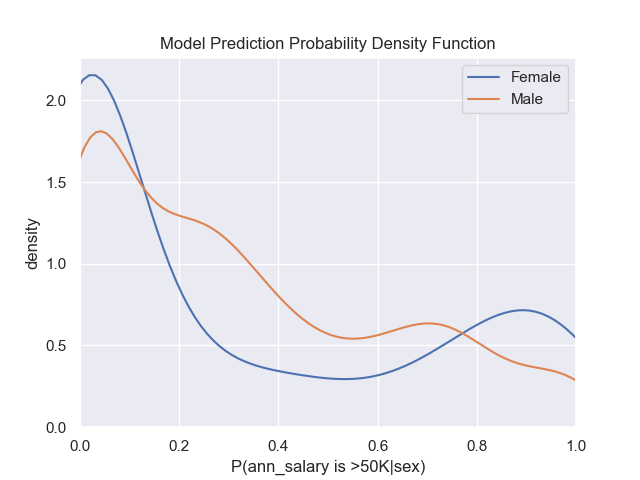 Model Prediction Probability Density Function
Female
Male
density
2.0
1.5
1.0
0.5
0.0
0.0 0.2 0.4 0.6 0.8 1.0
P(ann_salary is >50K|sex)